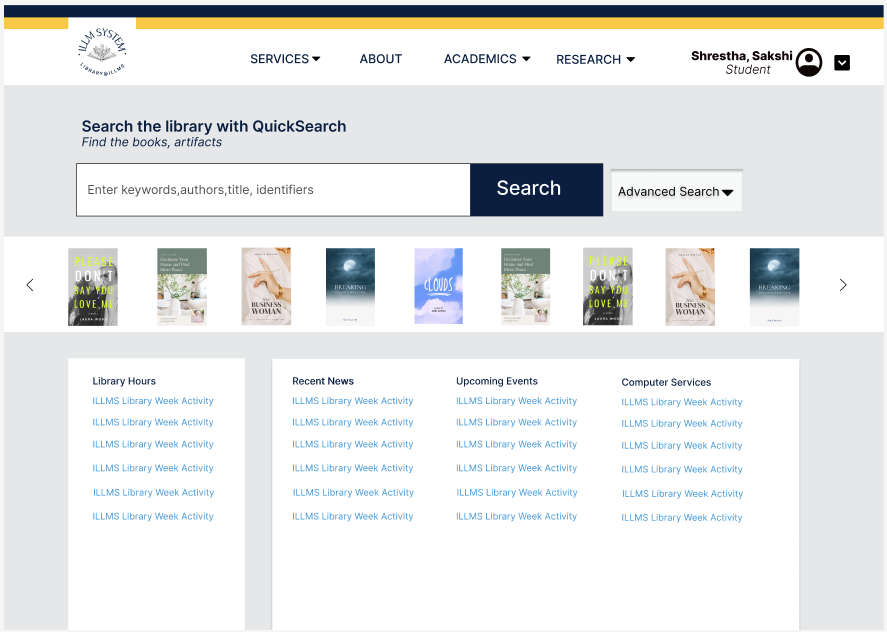 ILLM SYSTEM
LIBRARY@ILLMS
SERVICES
ABOUT
ACADEMICS
RESEARCH
Shrestha, Sakshi
Student
Search the library with QuickSearch
Find the books, artifacts
Enter keywords,authors,title, identifiers
Search
Advanced Search
PLEASE
DON'T
SAY YOU
LOVE,ME
Declutter Your
Home and Find
More Peace
BUSINESS
WOMAN
BREAKING
CLOUDS
Declutter Your
Home and Find
More Peace
PLEASE
DON'T
SAY YOU
LOVE,ME
BUSINESS
WOMAN
BREAKING
Library Hours
ILLMS Library Week Activity
ILLMS Library Week Activity
ILLMS Library Week Activity
ILLMS Library Week Activity
ILLMS Library Week Activity
ILLMS Library Week Activity
Recent News
ILLMS Library Week Activity
ILLMS Library Week Activity
ILLMS Library Week Activity
ILLMS Library Week Activity
ILLMS Library Week Activity
ILLMS Library Week Activity
Upcoming Events
ILLMS Library Week Activity
ILLMS Library Week Activity
ILLMS Library Week Activity
ILLMS Library Week Activity
ILLMS Library Week Activity
ILLMS Library Week Activity
Computer Services
ILLMS Library Week Activity
ILLMS Library Week Activity
ILLMS Library Week Activity
ILLMS Library Week Activity
ILLMS Library Week Activity
ILLMS Library Week Activity